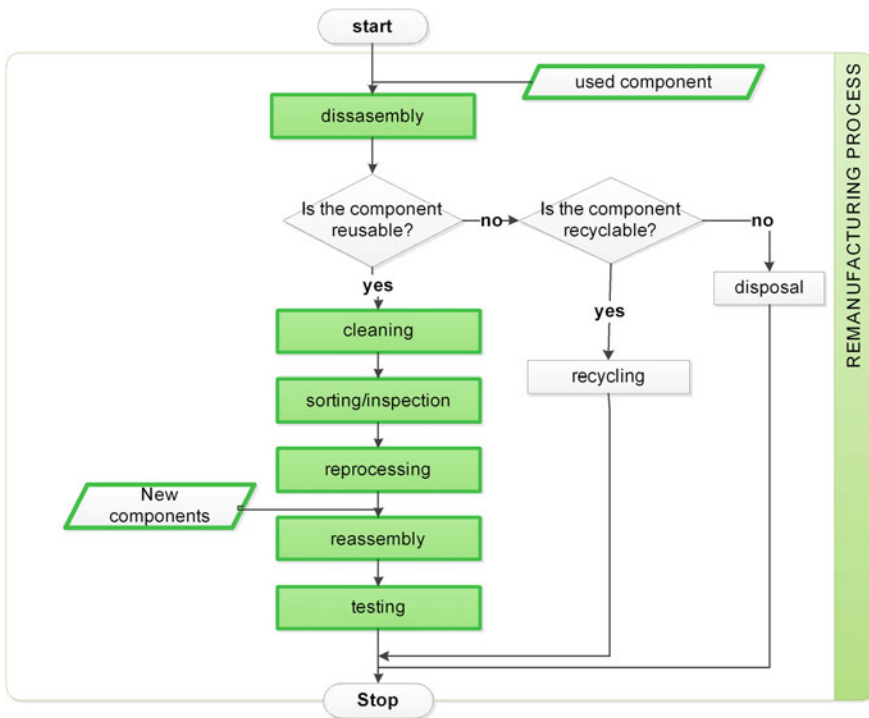 start
used component
dissasembly
Is the component
reusable?
no
Is the component
recyclable?
no
disposal
yes
yes
cleaning
recycling
sorting/inspection
reprocessing
New
components
reassembly
testing
Stop
REMANUFACTURING PROCESS